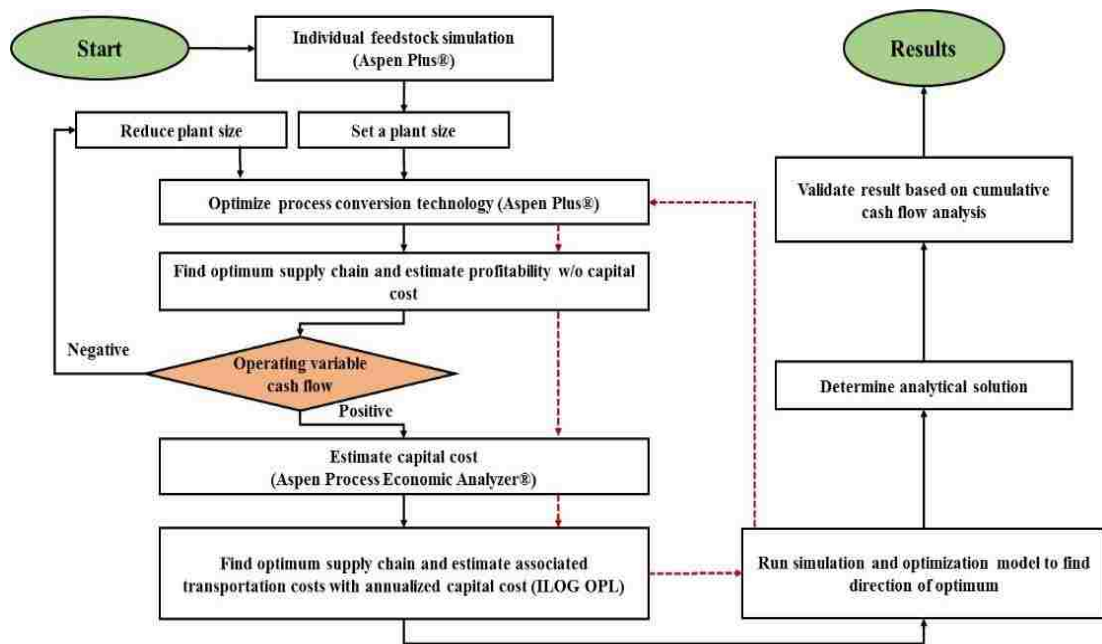 Start
Individual feedstock simulation
(Aspen Plus®)
Results
Reduce plant size
Set a plant size
Optimize process conversion technology (Aspen Plus®)
Validate result based on cumulative
cash flow analysis
Find optimum supply chain and estimate profitability w/o capital
cost
Negative
Operating variable
cash flow
Positive
Determine analytical solution
Estimate capital cost
(Aspen Process Economic Analyzer®)
Find optimum supply chain and estimate associated
transportation costs with annualized capital cost (ILOG OPL)
Run simulation and optimization model to find
direction of optimum